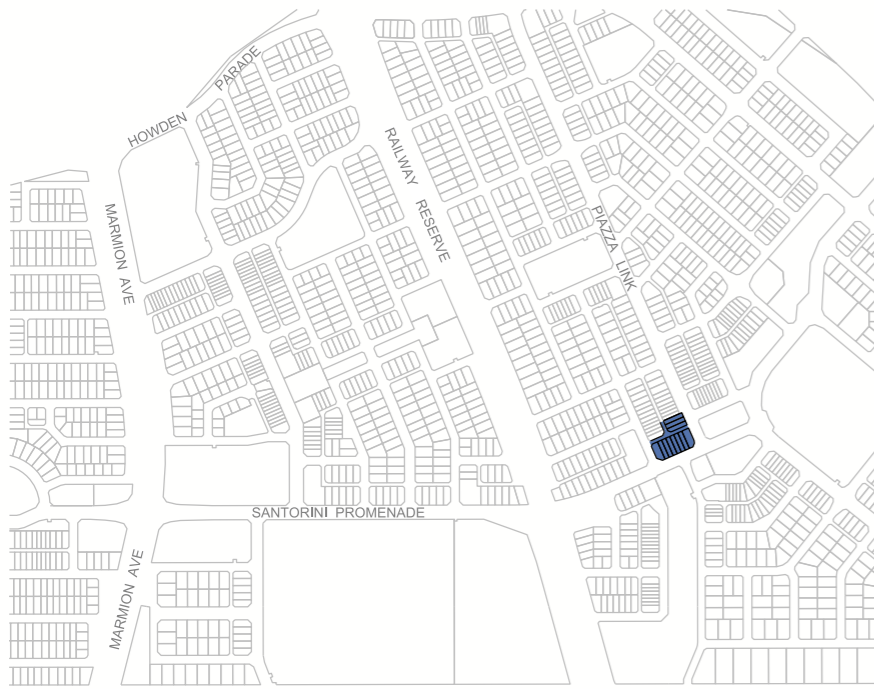 HOWDEN PARADE
RAILWAY RESERVE
MARMION AVE
PIAZZA LINK
SANTORINI PROMENADE
MARMION AVE